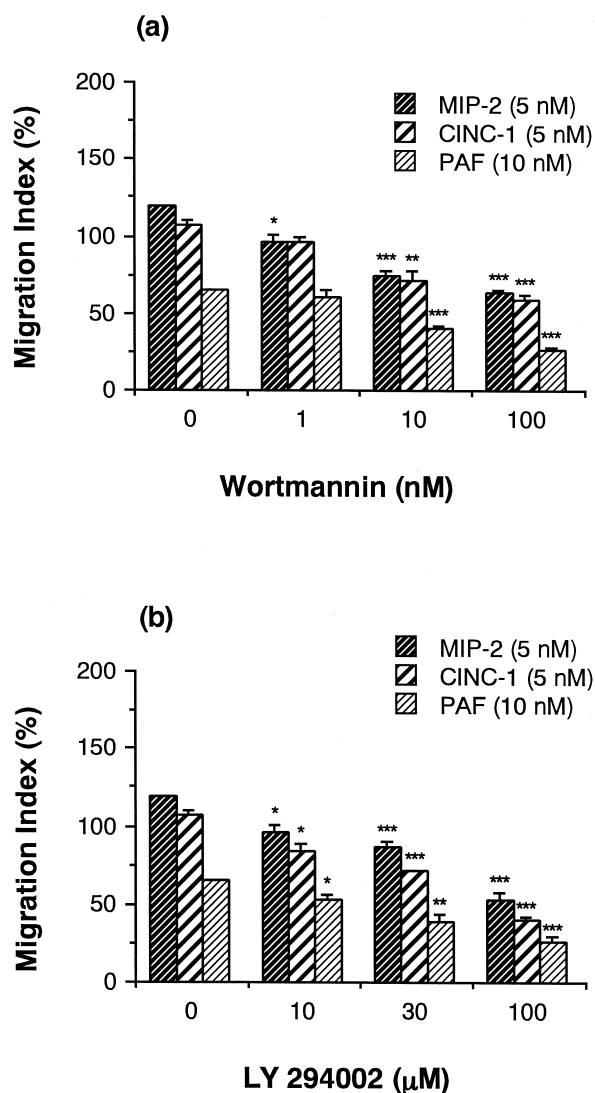 (a)
MIP-2 (5 nM)
CINC-1 (5 nM)
PAF (10 nM)
Migration Index (%)
200
150
100
50
0
*
*** ** ***
*** *** ***
0 1 10 100
Wortmannin (nM)
(b)
MIP-2 (5 nM)
CINC-1 (5 nM)
PAF (10 nM)
Migration Index (%)
200
150
100
50
0
* * *
*** *** **
*** *** ***
0 10 30 100
LY 294002 (μM)